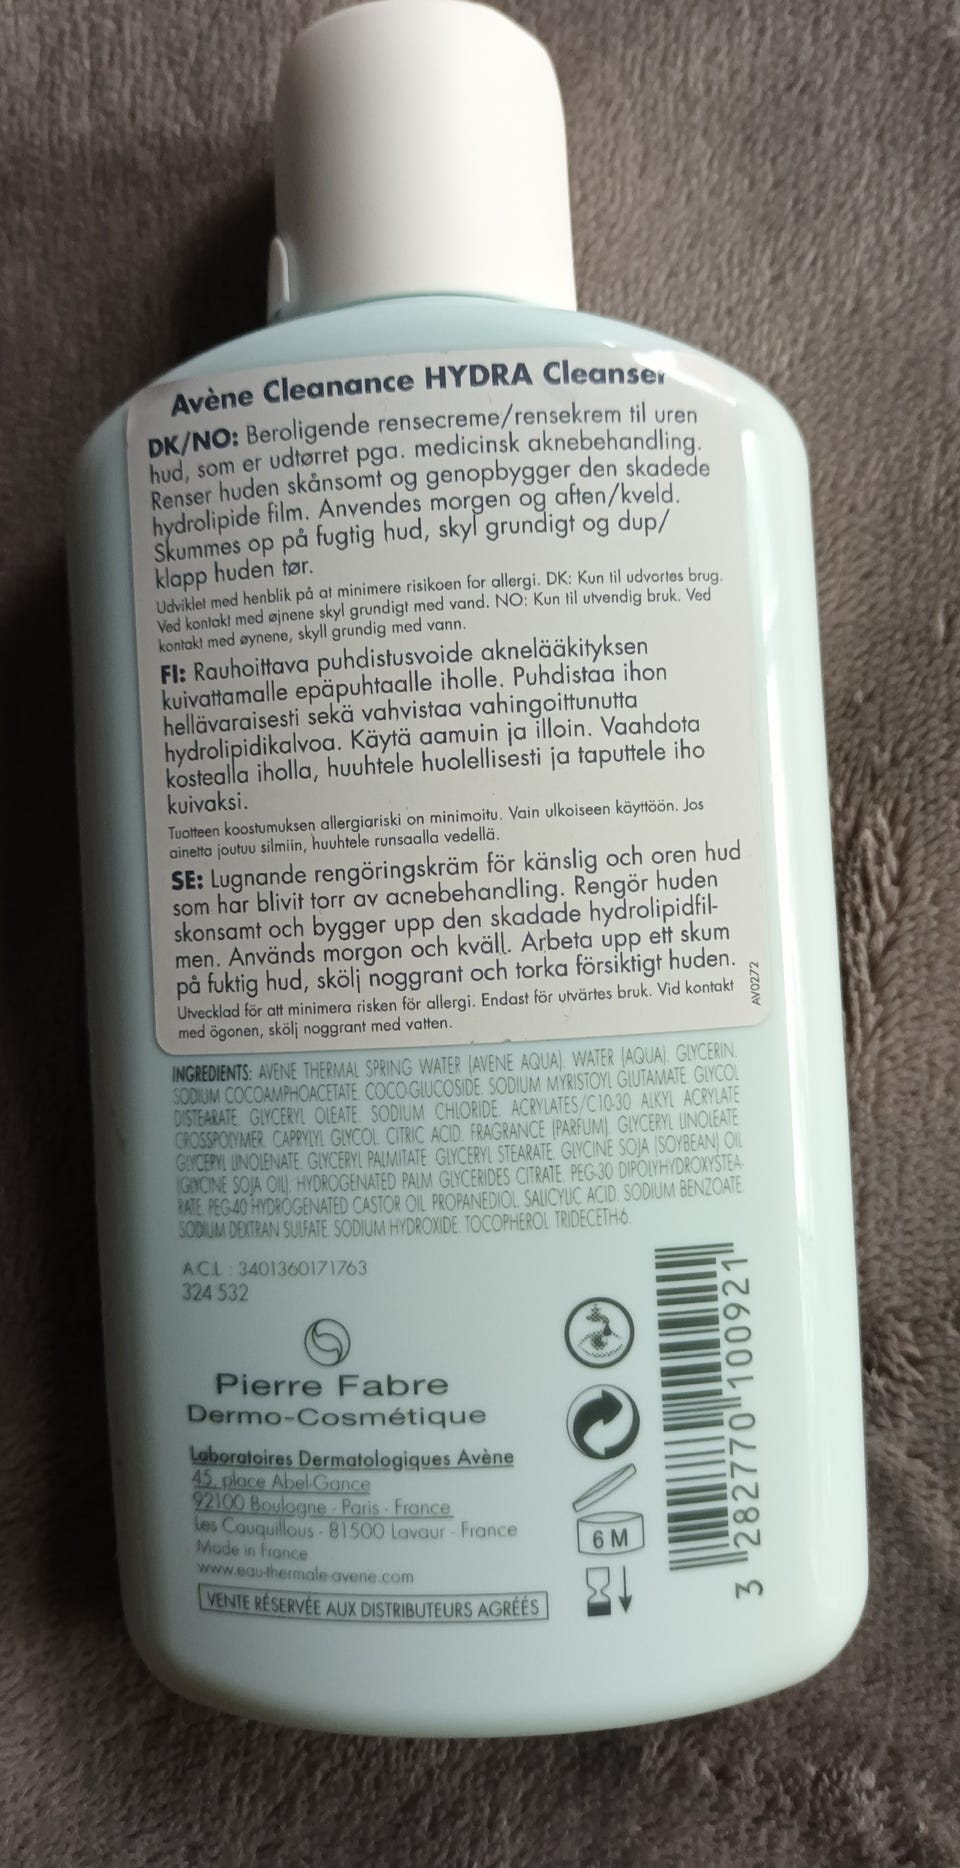 Avène Cleanance HYDRA Cleanser
DK/NO: Beroligende rensecreme/rensekrem til uren
hud, som er udtørret pga. medicinsk aknebehandling.
Renser huden skånsomt og genopbygger den skadede
hydrolipide film. Anvendes morgen og aften/kveld.
Skummes op på fugtig hud, skyl grundigt og dup/
klapp huden tør.
Udviklet med henblik på at minimere risikoen for allergi. DK: Kun til udvortes brug.
Ved kontakt med øjnene skyl grundigt med vand. NO: Kun til utvendig bruk. Ved
kontakt med øynene, skyll grundig med vann.
FI: Rauhoittava puhdistusvoide aknelääkityksen
kuivattamalle epäpuhtaalle iholle. Puhdistaa ihon
hellävaraisesti sekä vahvistaa vahingoittunutta
hydrolipidikalvoa. Käytä aamuin ja illoin. Vaahdota
kostealla iholla, huuhtele huolellisesti ja taputtele iho
kuivaksi.
Tuotteen koostumuksen allergiariski on minimoitu. Vain ulkoiseen käyttöön. Jos
ainetta joutuu silmiin, huuhtele runsaalla vedellä.
SE: Lugnande rengöringskräm för känslig och oren hud
som har blivit torr av acnebehandling. Rengör huden
skonsamt och bygger upp den skadade hydrolipidfil-
men. Används morgon och kväll. Arbeta upp ett skum
på fuktig hud, skölj noggrant och torka försiktigt huden.
Utvecklad för att minimera risken för allergi. Endast för utvärtes bruk. Vid kontakt
med ögonen, skölj noggrant med vatten.
AV0272
INGREDIENTS: AVENE THERMAL SPRING WATER (AVENE AQUA). WATER (AQUA). GLYCERIN.
SODIUM COCOAMPHOACETATE. COCO-GLUCOSIDE. SODIUM MYRISTOYL GLUTAMATE. GLYCOL
DISTEARATE. GLYCERYL OLEATE. SODIUM CHLORIDE. ACRYLATES/C10-30 ALKYL ACRYLATE
CROSSPOLYMER. CAPRYLYL GLYCOL. CITRIC ACID. FRAGRANCE (PARFUM). GLYCERYL LINOLEATE.
GLYCERYL LINOLENATE. GLYCERYL PALMITATE. GLYCERYL STEARATE. GLYCINE SOJA (SOYBEAN) OIL
(GLYCINE SOJA OIL). HYDROGENATED PALM GLYCERIDES CITRATE. PEG-30 DIPOLYHYDROXYSTEA-
RATE. PEG-40 HYDROGENATED CASTOR OIL. PROPANEDIOL. SALICYLIC ACID. SODIUM BENZOATE.
SODIUM DEXTRAN SULFATE. SODIUM HYDROXIDE. TOCOPHEROL. TRIDECETH-6.
A.C.L : 3401360171763
324 532
Pierre Fabre
Dermo-Cosmétique
Laboratoires Dermatologiques Avène
45, place Abel-Gance
92100 Boulogne - Paris - France
Les Cauquillous - 81500 Lavaur - France
Made in France
www.eau-thermale-avene.com
VENTE RÉSERVÉE AUX DISTRIBUTEURS AGRÉÉS
6 M
3 282770 100921